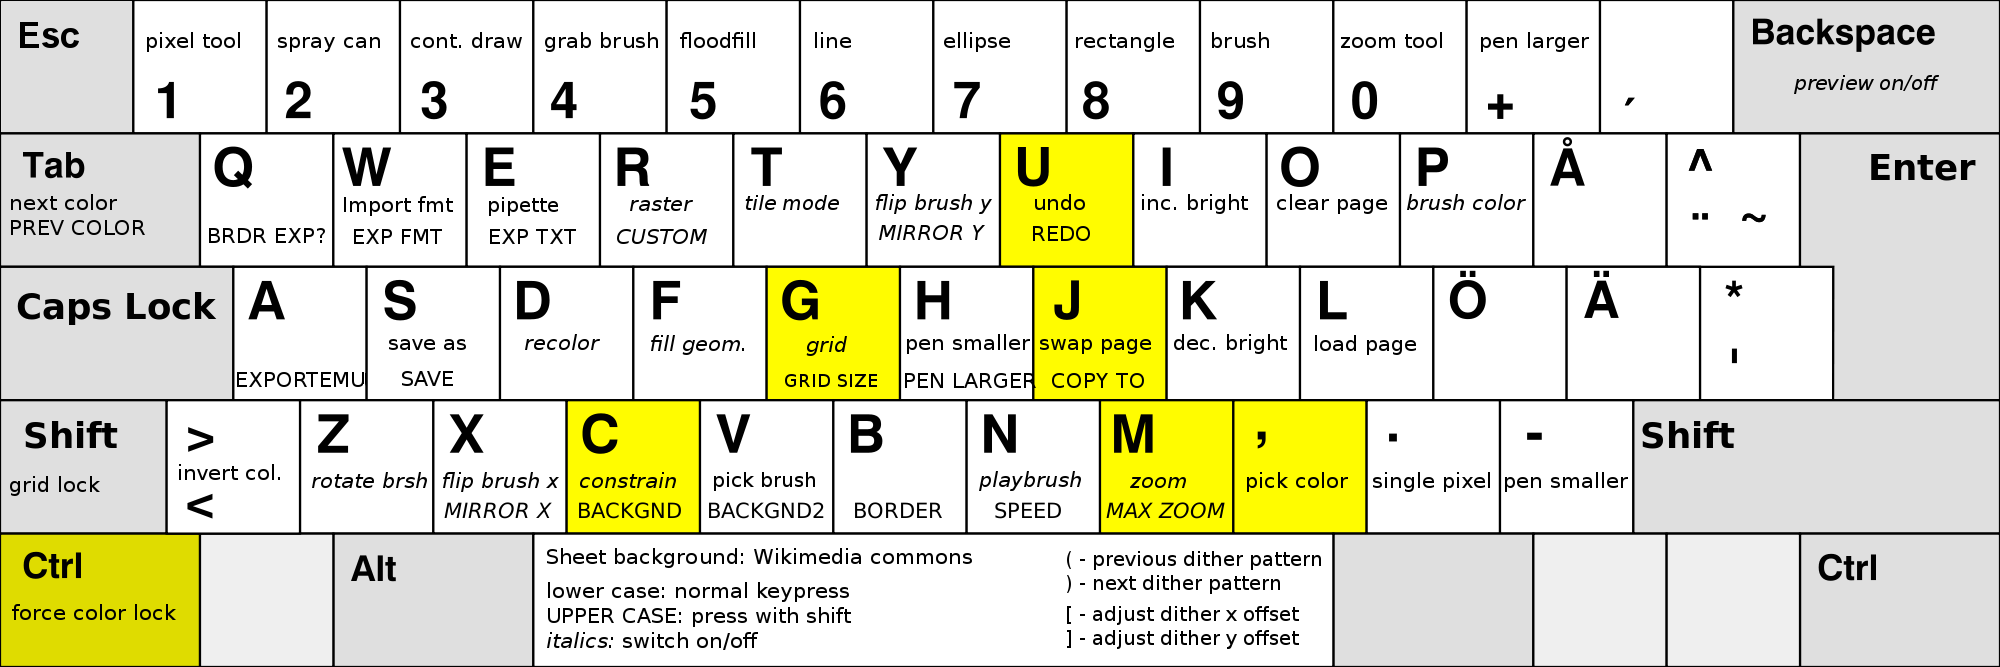 Esc
pixel tool
1
spray can
2
cont. draw
3
grab brush
4
floodfill
5
line
6
ellipse
7
rectangle
8
brush
9
zoom tool
0
pen larger
+
´
Backspace
preview on/off
Tab
next color
PREV COLOR
Q
BRDR EXP?
W
Import fmt
EXP FMT
E
pipette
EXP TXT
R
raster
CUSTOM
T
tile mode
Y
flip brush y
MIRROR Y
U
undo
REDO
I
inc. bright
O
clear page
P
brush color
Å
^
¨ ~
Enter
Caps Lock
A
EXPORTEMU
S
save as
SAVE
D
recolor
F
fill geom.
G
grid
GRID SIZE
H
pen smaller
PEN LARGER
J
swap page
COPY TO
K
dec. bright
L
load page
Ö
Ä
*
'
Shift
grid lock
>
invert col.
<
Z
rotate brsh
X
flip brush x
MIRROR X
C
constrain
BACKGND
V
pick brush
BACKGND2
B
BORDER
N
playbrush
SPEED
M
zoom
MAX ZOOM
,
pick color
.
single pixel
-
pen smaller
Shift
Ctrl
force color lock
Alt
Sheet background: Wikimedia commons
lower case: normal keypress
UPPER CASE: press with shift
italics: switch on/off
( - previous dither pattern
) - next dither pattern
[ - adjust dither x offset
] - adjust dither y offset
Ctrl